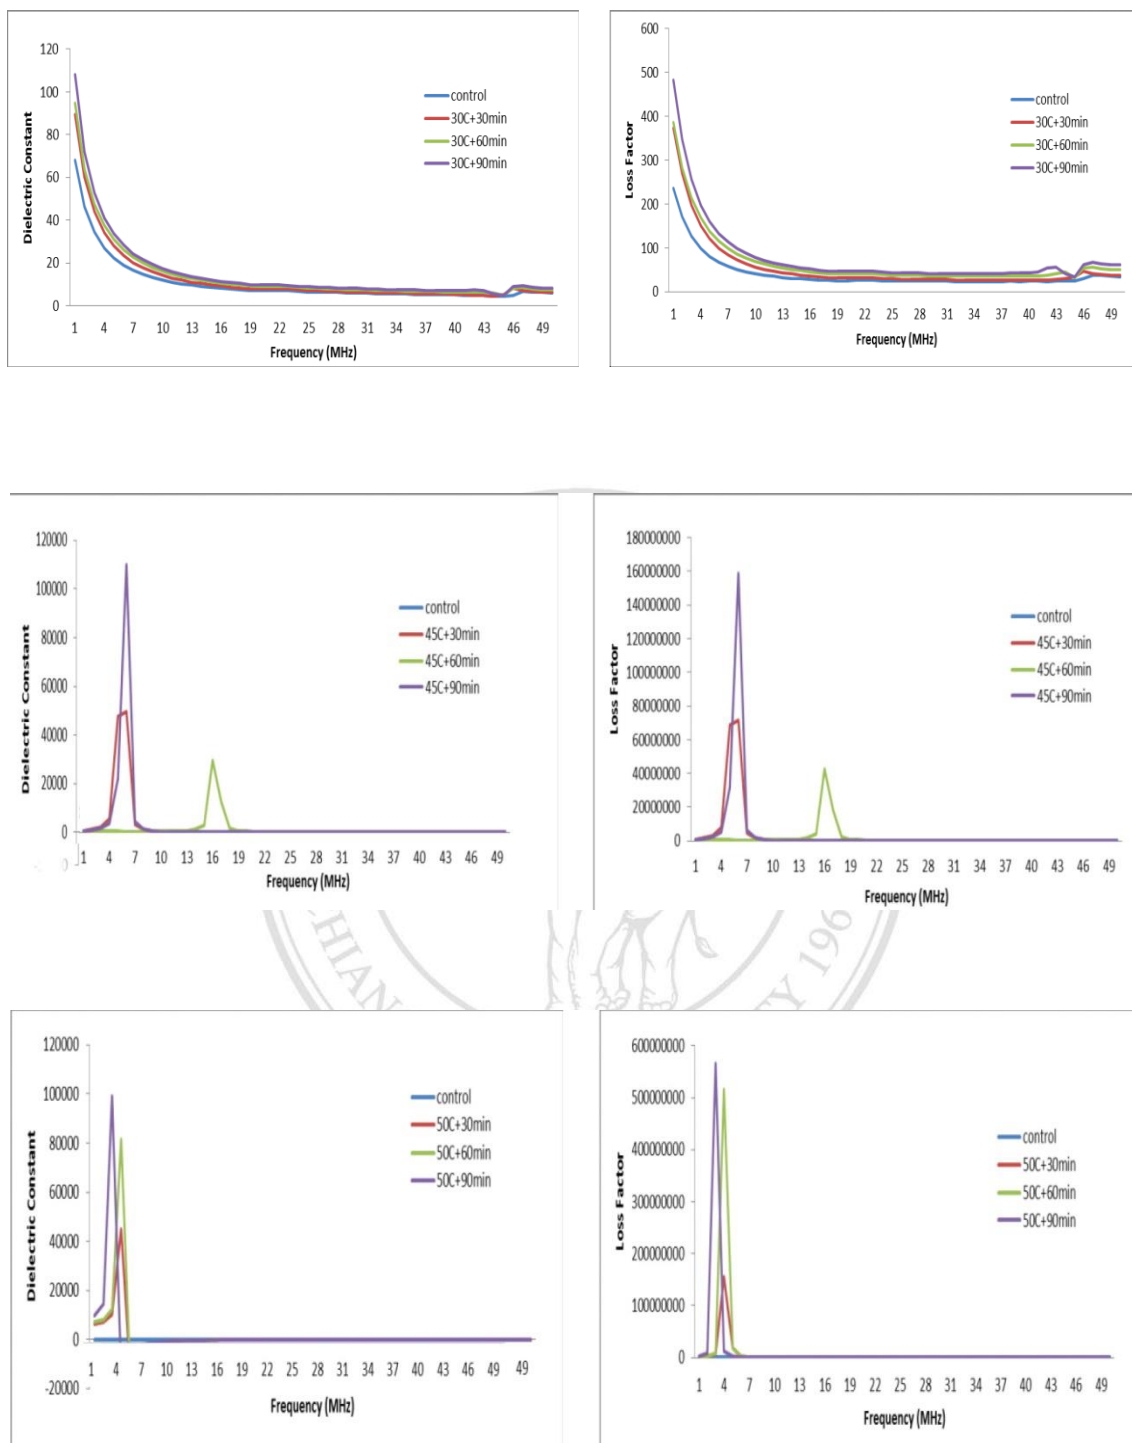 120
100
80
60
40
20
0
Dielectric Constant
control
30C+30min
30C+60min
30C+90min
1 4 7 10 13 16 19 22 25 28 31 34 37 40 43 46 49
Frequency (MHz)
600
500
400
300
200
100
0
Loss Factor
control
30C+30min
30C+60min
30C+90min
1 4 7 10 13 16 19 22 25 28 31 34 37 40 43 46 49
Frequency (MHz)
120000
100000
80000
60000
40000
20000
0
Dielectric Constant
control
45C+30min
45C+60min
45C+90min
1 4 7 10 13 16 19 22 25 28 31 34 37 40 43 46 49
Frequency (MHz)
180000000
160000000
140000000
120000000
100000000
80000000
60000000
40000000
20000000
0
Loss Factor
control
45C+30min
45C+60min
45C+90min
1 4 7 10 13 16 19 22 25 28 31 34 37 40 43 46 49
Frequency (MHz)
CHIAN
TY 196
120000
100000
80000
60000
40000
20000
0
-20000
Dielectric Constant
control
50C+30min
50C+60min
50C+90min
1 4 7 10 13 16 19 22 25 28 31 34 37 40 43 46 49
Frequency (MHz)
600000000
500000000
400000000
300000000
200000000
100000000
0
Loss Factor
control
50C+30min
50C+60min
50C+90min
1 4 7 10 13 16 19 22 25 28 31 34 37 40 43 46 49
Frequency (MHz)